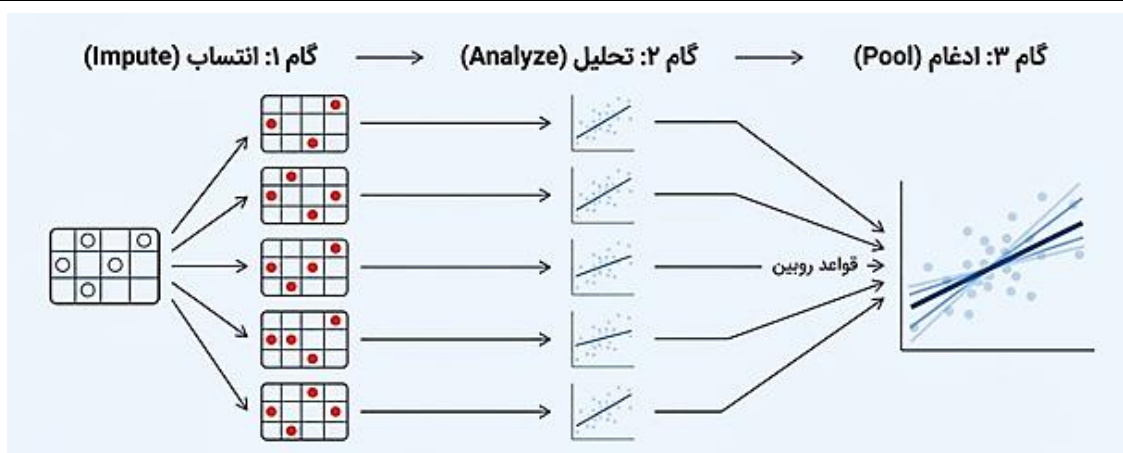 گام ۱: انتساب (Impute)
گام ۲: تحلیل (Analyze)
گام ۳: ادغام (Pool)
قواعد روبین